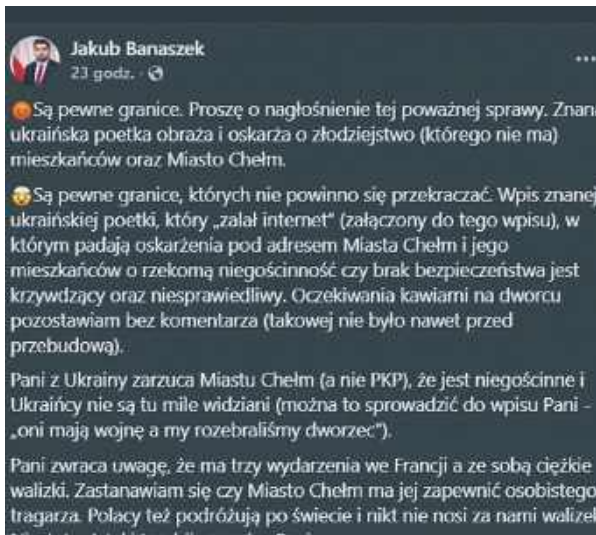 Jakub Banaszek
23 godz. ·
Są pewne granice. Proszę o nagłośnienie tej poważnej sprawy. Znana
ukraińska poetka obraża i oskarża o złodziejstwo (którego nie ma)
mieszkańców oraz Miasto Chełm.
Są pewne granice, których nie powinno się przekraczać. Wpis znanej
ukraińskiej poetki, który „zalał internet" (załączony do tego wpisu), w
którym padają oskarżenia pod adresem Miasta Chełm i jego
mieszkańców o rzekomą niegościnność czy brak bezpieczeństwa jest
krzywdzący oraz niesprawiedliwy. Oczekiwania kawiarni na dworcu
pozostawiam bez komentarza (takowej nie było nawet przed
przebudową).
Pani z Ukrainy zarzuca Miastu Chełm (a nie PKP), że jest niegościnne i
Ukraińcy nie są tu mile widziani (można to sprowadzić do wpisu Pani -
„oni mają wojnę a my rozebraliśmy dworzec").
Pani zwraca uwagę, że ma trzy wydarzenia we Francji a ze sobą ciężkie
walizki. Zastanawiam się czy Miasto Chełm ma jej zapewnić osobistego
tragarza. Polacy też podróżują po świecie i nikt nie nosi za nami walizek